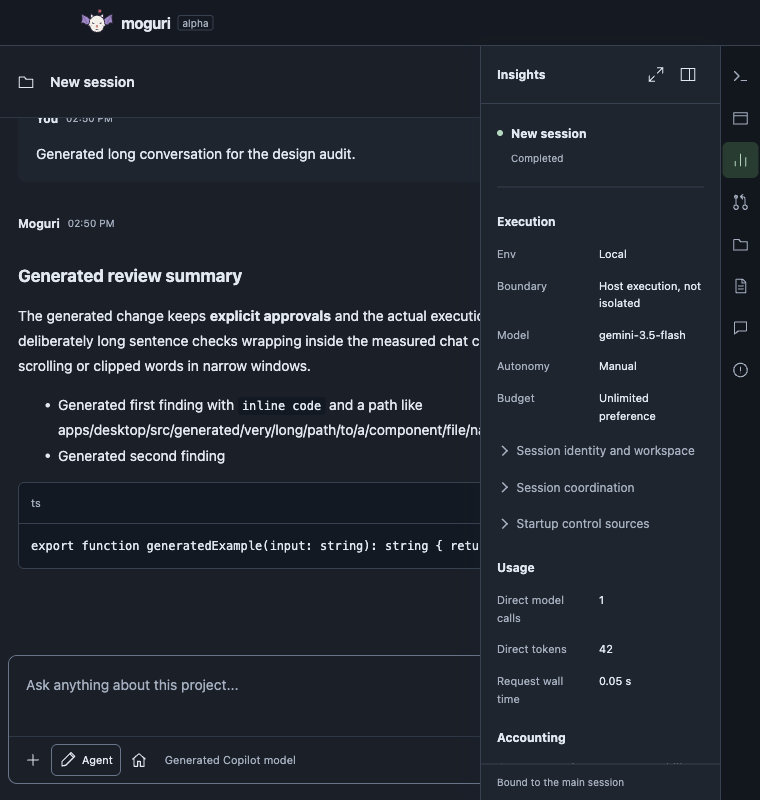 moguri alpha
New session
You 02:50 PM
Generated long conversation for the design audit.
Moguri 02:50 PM
Generated review summary
The generated change keeps explicit approvals and the actual
deliberately long sentence checks wrapping inside the measured chat
scrolling or clipped words in narrow windows.
• Generated first finding with inline code and a path like
apps/desktop/src/generated/very/long/path/to/a/component/file/
• Generated second finding
ts
export function generatedExample(input: string): string {
Ask anything about this project...
Agent
Generated Copilot model
Insights
New session
Completed
Execution
Env Local
Boundary Host execution, not
isolated
Model gemini-3.5-flash
Autonomy Manual
Budget Unlimited
preference
Session identity and workspace
Session coordination
Startup control sources
Usage
Direct model 1
calls
Direct tokens 42
Request wall 0.05 s
time
Accounting
Bound to the main session